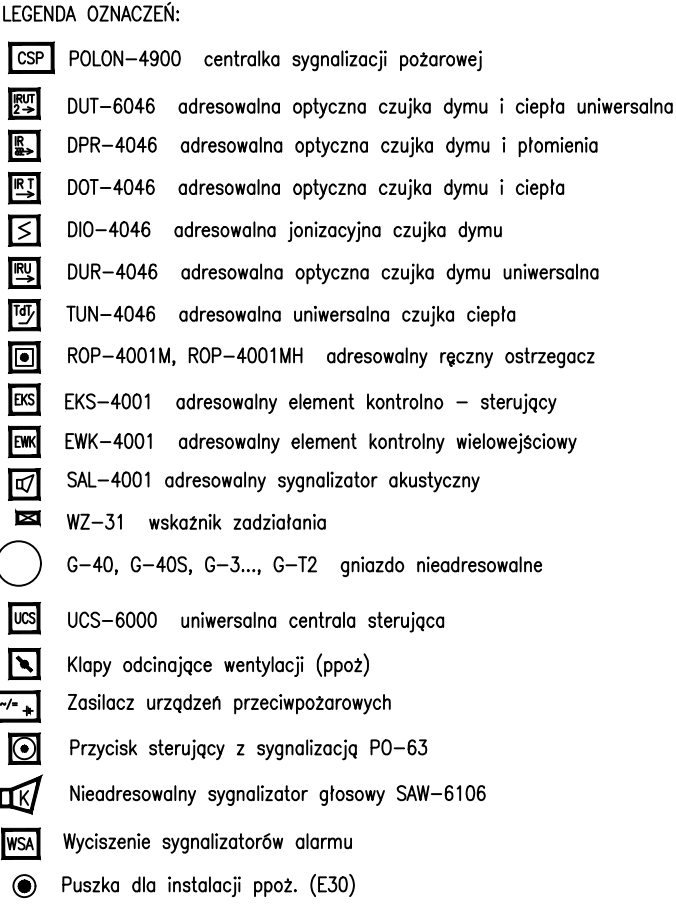 LEGENDA OZNACZEŃ:
CSP POLON-4900 centralka sygnalizacji pożarowej
IRUT 2 DUT-6046 adresowalna optyczna czujka dymu i ciepła uniwersalna
IR DPR-4046 adresowalna optyczna czujka dymu i płomienia
IR T DOT-4046 adresowalna optyczna czujka dymu i ciepła
DIO-4046 adresowalna jonizacyjna czujka dymu
IRU DUR-4046 adresowalna optyczna czujka dymu uniwersalna
TdT TUN-4046 adresowalna uniwersalna czujka ciepła
ROP-4001M, ROP-4001MH adresowalny ręczny ostrzegacz
EKS EKS-4001 adresowalny element kontrolno - sterujący
EWK EWK-4001 adresowalny element kontrolny wielowejściowy
SAL-4001 adresowalny sygnalizator akustyczny
WZ-31 wskaźnik zadziałania
G-40, G-40S, G-3..., G-T2 gniazdo nieadresowalne
UCS UCS-6000 uniwersalna centrala sterująca
Klapy odcinające wentylacji (ppoż)
~/= Zasilacz urządzeń przeciwpożarowych
Przycisk sterujący z sygnalizacją PO-63
K Nieadresowalny sygnalizator głosowy SAW-6106
WSA Wyciszenie sygnalizatorów alarmu
Puszka dla instalacji ppoż. (E30)